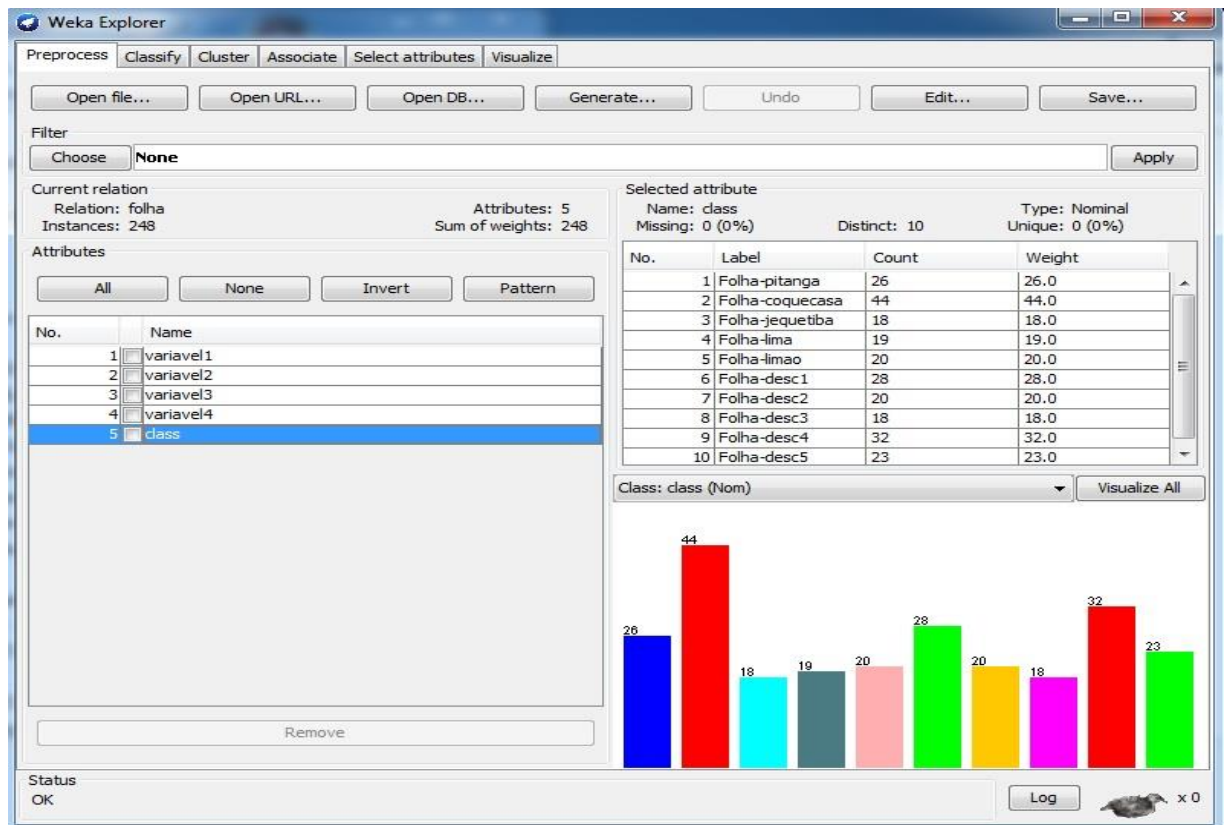 Weka Explorer
Preprocess Classify Cluster Associate Select attributes Visualize
Open file... Open URL... Open DB... Generate... Undo Edit... Save...
Filter
Choose None Apply
Current relation
Relation: folha Attributes: 5
Instances: 248 Sum of weights: 248
Attributes
All None Invert Pattern
No. Name
1 variavel1
2 variavel2
3 variavel3
4 variavel4
5 class
Remove
Selected attribute
Name: class Type: Nominal
Missing: 0 (0%) Distinct: 10 Unique: 0 (0%)
No. Label Count Weight
1 Folha-pitanga 26 26.0
2 Folha-coquecasa 44 44.0
3 Folha-jequetiba 18 18.0
4 Folha-lima 19 19.0
5 Folha-limao 20 20.0
6 Folha-desc1 28 28.0
7 Folha-desc2 20 20.0
8 Folha-desc3 18 18.0
9 Folha-desc4 32 32.0
10 Folha-desc5 23 23.0
Class: class (Nom) Visualize All
26 44 18 19 20 28 20 18 32 23
Status
OK
Log x 0